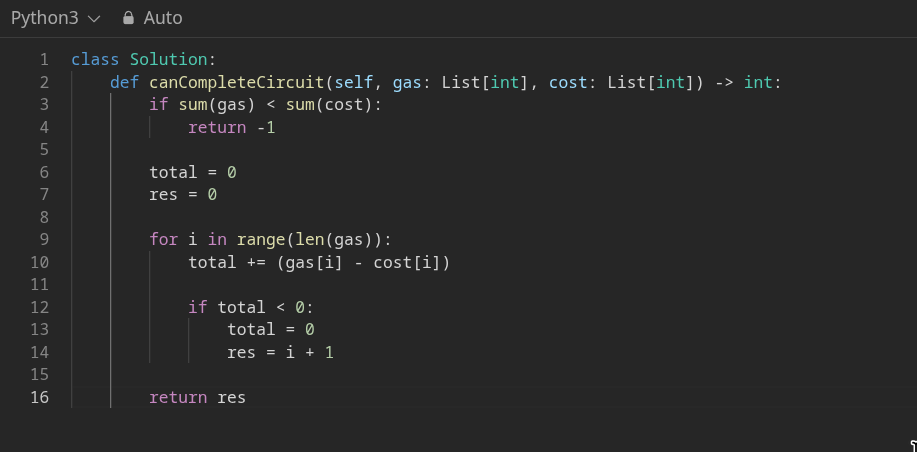 Python3 Auto
1 class Solution:
2     def canCompleteCircuit(self, gas: List[int], cost: List[int]) -> int:
3         if sum(gas) < sum(cost):
4             return -1
5
6         total = 0
7         res = 0
8
9         for i in range(len(gas)):
10             total += (gas[i] - cost[i])
11
12             if total < 0:
13                 total = 0
14                 res = i + 1
15
16         return res